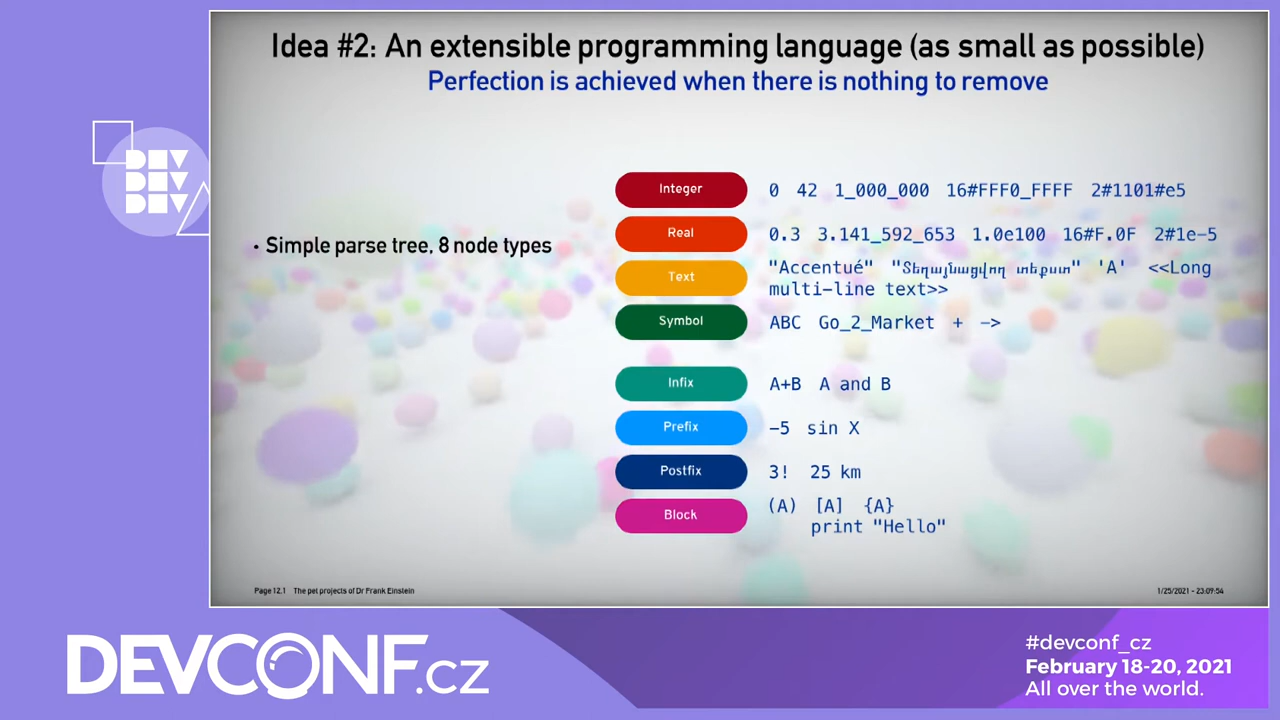 Idea #2: An extensible programming language (as small as possible)
Perfection is achieved when there is nothing to remove
DEV
DEV
DEV
• Simple parse tree, 8 node types
Integer 0 42 1_000_000 16#FFF0_FFFF 2#1101#e5
Real 0.3 3.141_592_653 1.0e100 16#F.0F 2#1e-5
Text "Accentué" "Տեղայնացվող տեքստ" 'A' <<Long
multi-line text>>
Symbol ABC Go_2_Market + ->
Infix A+B A and B
Prefix -5 sin X
Postfix 3! 25 km
Block (A) [A] {A}
print "Hello"
Page 12.1 The pet projects of Dr Frank Einstein 1/25/2021 - 23:09:54
DEVCONF.cz
#devconf_cz
February 18-20, 2021
All over the world.